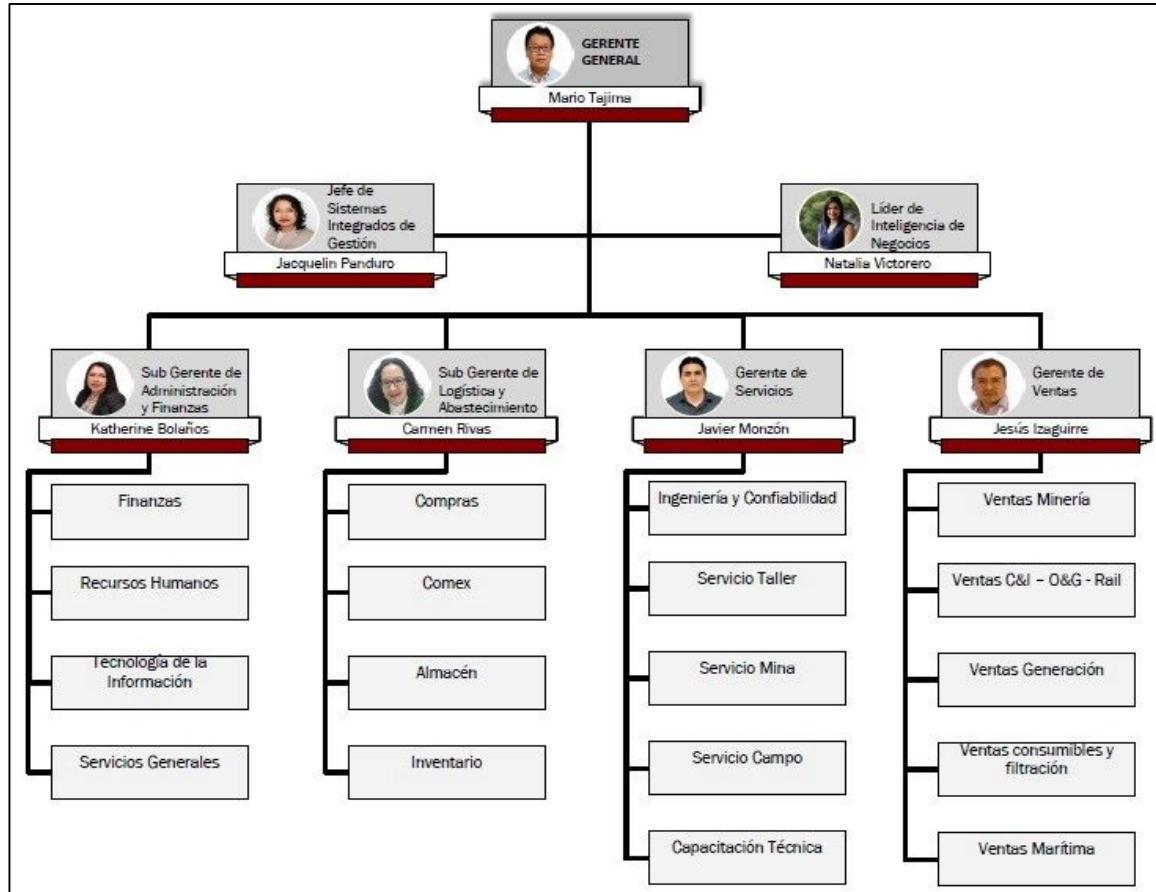 GERENTE
GENERAL
Mario Tajima
Jefe de
Sistemas
Integrados de
Gestión
Jacquelin Panduro
Líder de
Inteligencia de
Negocios
Natalia Victorero
Sub Gerente de
Administración
y Finanzas
Katherine Bolaños
Sub Gerente de
Logística y
Abastecimiento
Carmen Rivas
Gerente de
Servicios
Javier Monzón
Gerente de
Ventas
Jesús Izaguirre
Finanzas
Recursos Humanos
Tecnología de la
Información
Servicios Generales
Compras
Comex
Almacén
Inventario
Ingeniería y Confiabilidad
Servicio Taller
Servicio Mina
Servicio Campo
Capacitación Técnica
Ventas Minería
Ventas C&I – O&G - Rail
Ventas Generación
Ventas consumibles y
filtración
Ventas Marítima